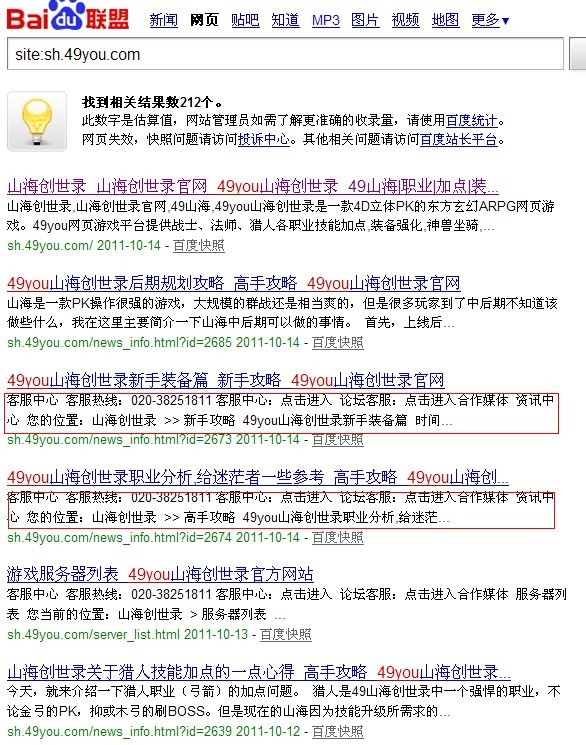 Bai du 联盟 新闻 网页 贴吧 知道 MP3 图片 视频 地图 更多▼
site:sh.49you.com
找到相关结果数212个。
此数字是估算值，网站管理员如需了解更准确的收录量，请使用百度统计。
网页失效，快照问题请访问投诉中心。其他相关问题请访问百度站长平台。
山海创世录_山海创世录官网_49you山海创世录_49山海|职业|加点|装...
山海创世录,山海创世录官网,49山海,49you山海创世录是一款4D立体PK的东方玄幻ARPG网页游
戏。49you网页游戏平台提供战士、法师、猎人各职业技能加点,装备强化,神兽坐骑,...
sh.49you.com/ 2011-10-14 - 百度快照
49you山海创世录后期规划攻略_高手攻略_49you山海创世录官网
山海是一款PK操作很强的游戏，大规模的群战还是相当爽的，但是很多玩家到了中后期不知道该
做些什么，我在这里主要简介一下山海中后期可以做的事情。 首先，上线后...
sh.49you.com/news_info.html?id=2685 2011-10-14 - 百度快照
49you山海创世录新手装备篇_新手攻略_49you山海创世录官网
客服中心 客服热线：020-38251811 客服中心：点击进入 论坛客服：点击进入合作媒体 资讯中
心 您的位置：山海创世录 >> 新手攻略 49you山海创世录新手装备篇 时间...
sh.49you.com/news_info.html?id=2673 2011-10-14 - 百度快照
49you山海创世录职业分析,给迷茫者一些参考_高手攻略_49you山海创...
客服中心 客服热线：020-38251811 客服中心：点击进入 论坛客服：点击进入合作媒体 资讯中
心 您的位置：山海创世录 >> 高手攻略 49you山海创世录职业分析,给迷茫...
sh.49you.com/news_info.html?id=2674 2011-10-14 - 百度快照
游戏服务器列表_49you山海创世录官方网站
客服中心 客服热线：020-38251811 客服中心：点击进入 论坛客服：点击进入合作媒体 服务器列
表 您当前的位置：山海创世录 > 服务器列表 ...
sh.49you.com/server_list.html 2011-10-13 - 百度快照
山海创世录关于猎人技能加点的一点心得_高手攻略_49you山海创世录...
今天，就来介绍一下猎人职业（弓箭）的加点问题。 猎人是49山海创世录中一个强悍的职业，不
论金弓的PK，抑或木弓的刷BOSS。但是现在的山海因为技能升级所需求的...
sh.49you.com/news_info.html?id=2639 2011-10-12 - 百度快照